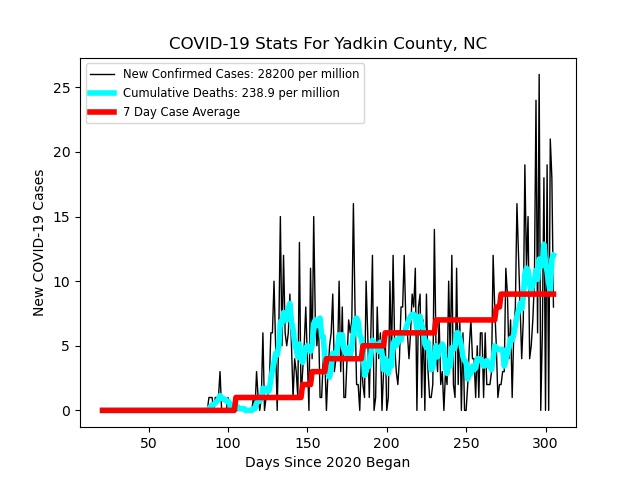 COVID-19 Stats For Yadkin County, NC
New Confirmed Cases: 28200 per million
Cumulative Deaths: 238.9 per million
7 Day Case Average
New COVID-19 Cases
25
20
15
10
5
0
50 100 150 200 250 300
Days Since 2020 Began